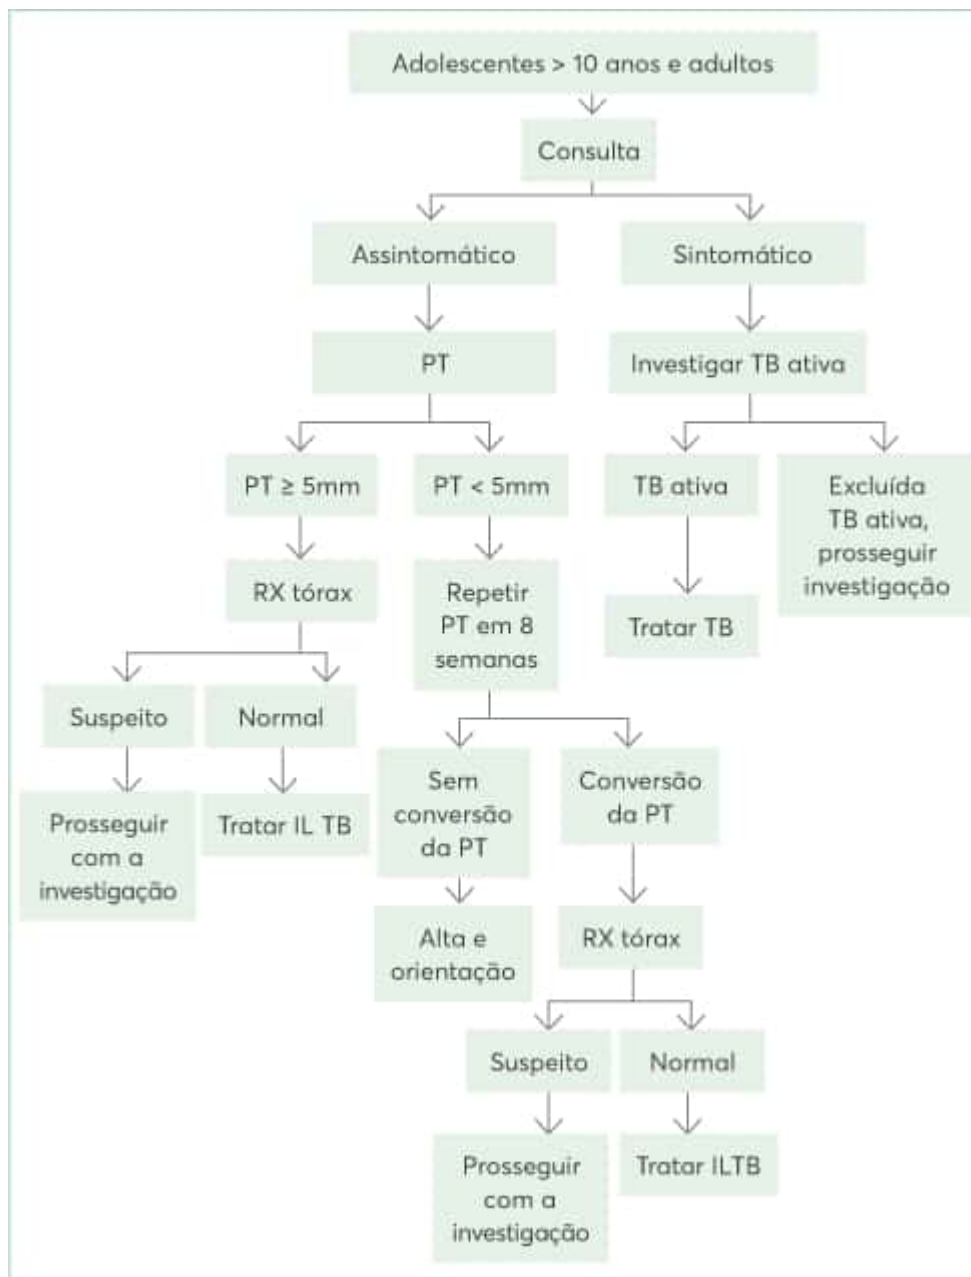 Adolescentes > 10 anos e adultos
Consulta
Assintomático
Sintomático
PT
Investigar TB ativa
PT ≥ 5mm
PT < 5mm
TB ativa
Excluída
TB ativa,
prosseguir
investigação
RX tórax
Repetir
PT em 8
semanas
Tratar TB
Suspeito
Normal
Sem
conversão
da PT
Conversão
da PT
Prosseguir
com a
investigação
Tratar IL TB
Alta e
orientação
RX tórax
Suspeito
Normal
Prosseguir
com a
investigação
Tratar ILTB